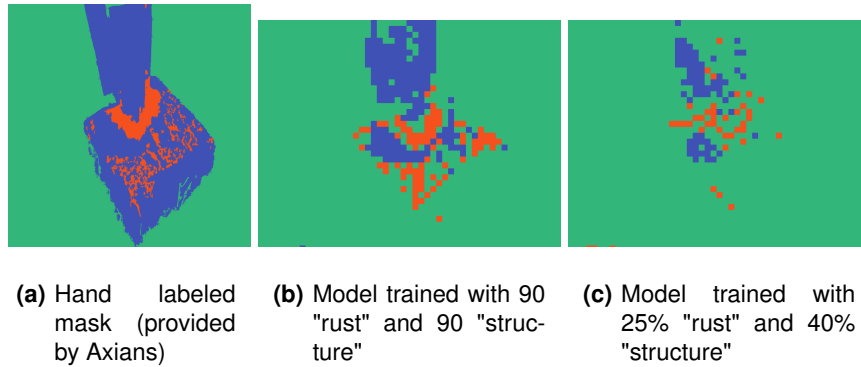 (a) Hand labeled
mask (provided
by Axians)
(b) Model trained with 90
"rust" and 90 "struc-
ture"
(c) Model trained with
25% "rust" and 40%
"structure"